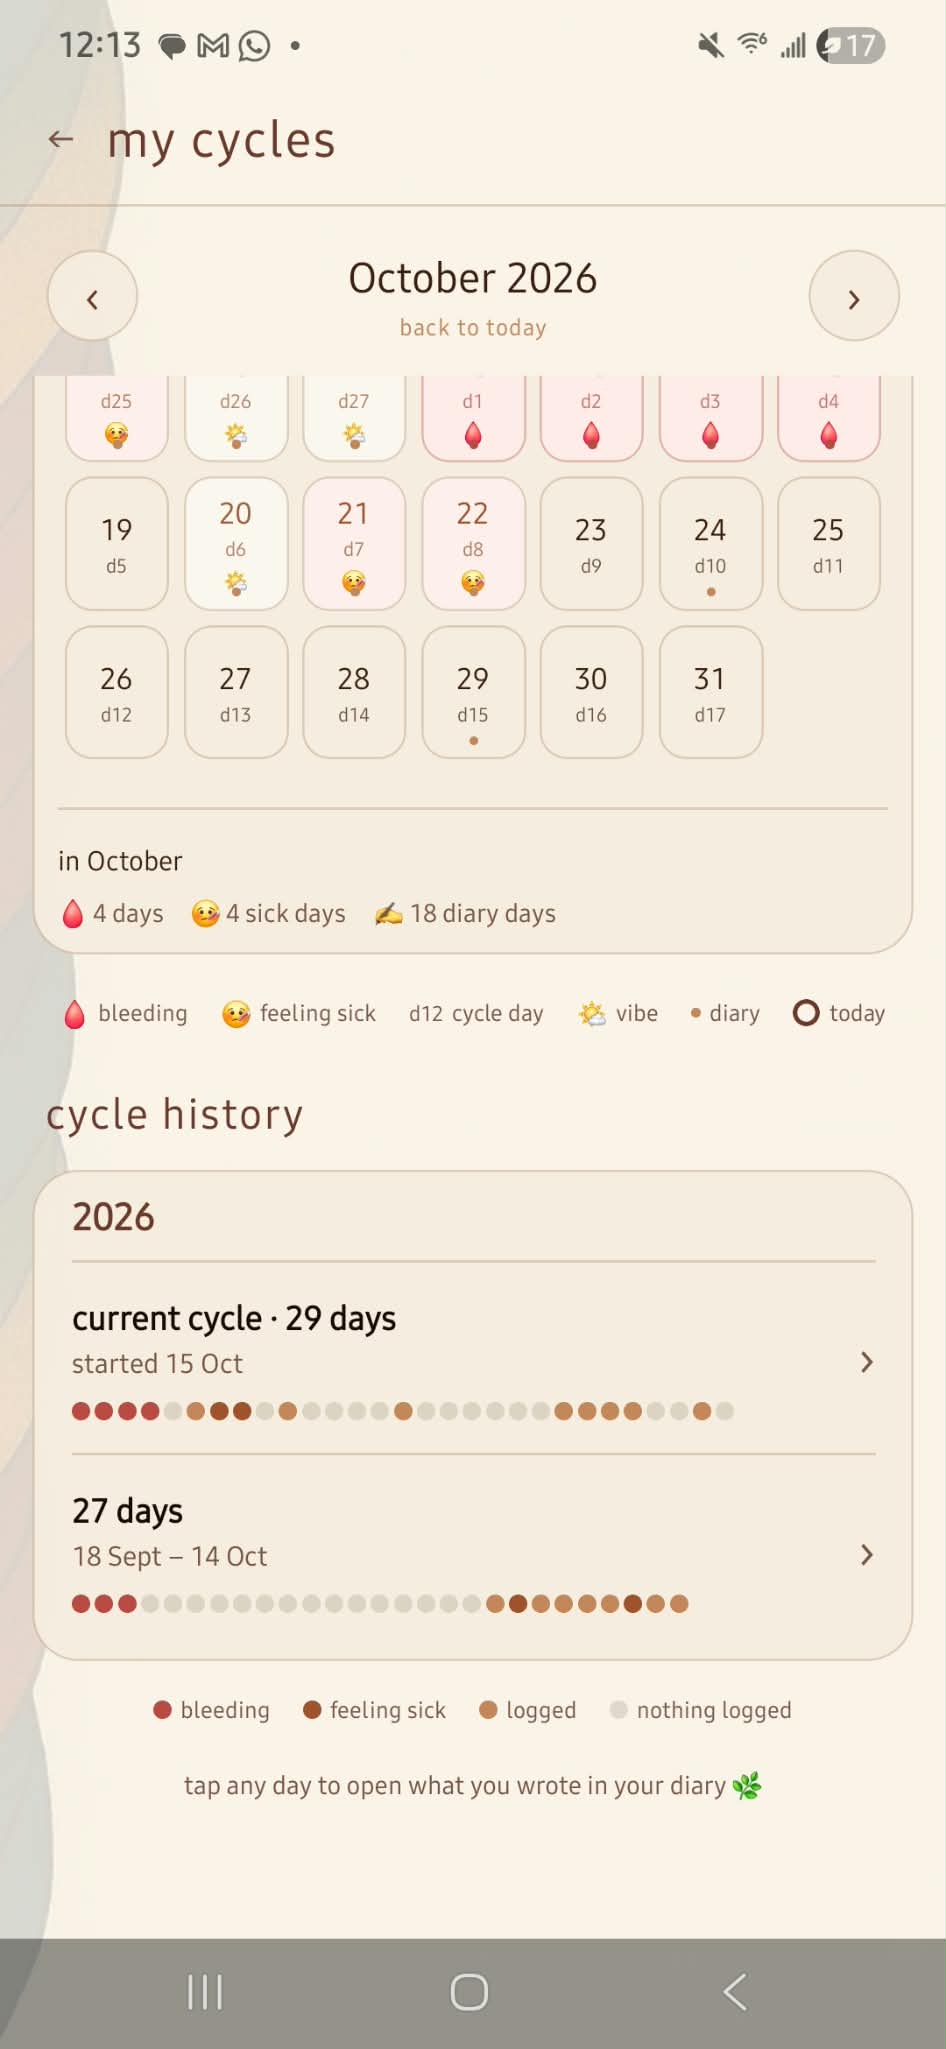 12:13 17
← my cycles
October 2026
back to today
d25 d26 d27 d1 d2 d3 d4
19 20 21 22 23 24 25
d5 d6 d7 d8 d9 d10 d11
26 27 28 29 30 31
d12 d13 d14 d15 d16 d17
in October
🩸 4 days 🤒 4 sick days ✍️ 18 diary days
🩸 bleeding 🤒 feeling sick d12 cycle day 🌤️ vibe • diary today
cycle history
2026
current cycle · 29 days
started 15 Oct
27 days
18 Sept – 14 Oct
bleeding feeling sick logged nothing logged
tap any day to open what you wrote in your diary 🌿